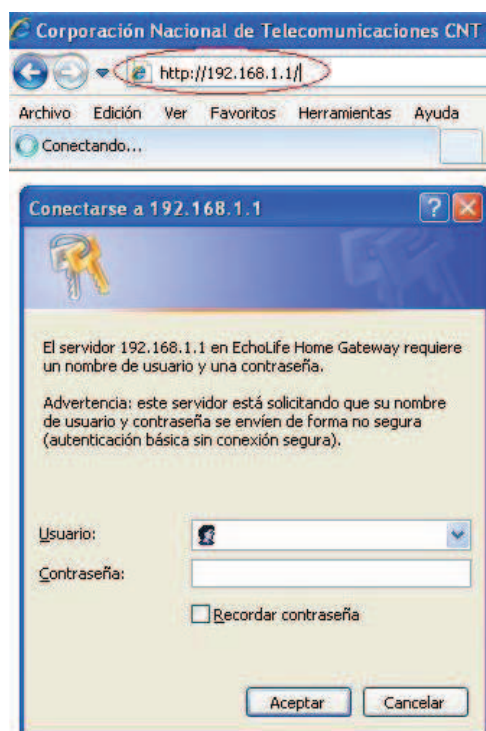 Corporación Nacional de Telecomunicaciones CNT
http://192.168.1.1/
Archivo Edición Ver Favoritos Herramientas Ayuda
Conectando...
Conectarse a 192.168.1.1
El servidor 192.168.1.1 en EchoLife Home Gateway requiere
un nombre de usuario y una contraseña.
Advertencia: este servidor está solicitando que su nombre
de usuario y contraseña se envíen de forma no segura
(autenticación básica sin conexión segura).
Usuario:
Contraseña:
Recordar contraseña
Aceptar Cancelar